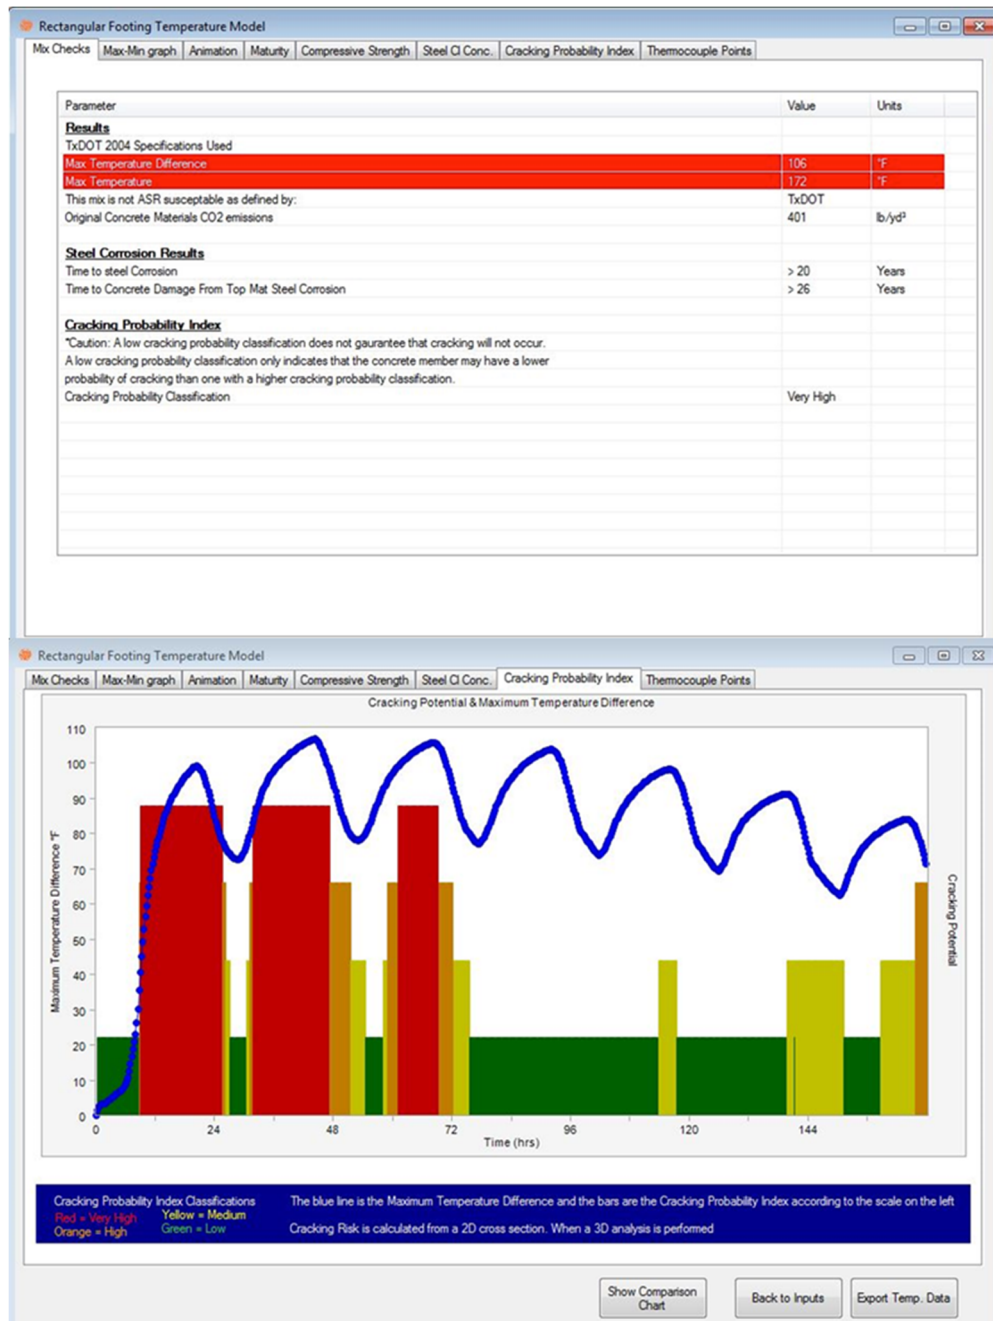 Rectangular Footing Temperature Model
Mix Checks Max-Min graph Animation Maturity Compressive Strength Steel Cl Conc. Cracking Probability Index Thermocouple Points
Parameter Value Units
Results
TxDOT 2004 Specifications Used
Max Temperature Difference 106 °F
Max Temperature 172 °F
This mix is not ASR susceptable as defined by: TxDOT
Original Concrete Materials CO2 emissions 401 lb/yd³
Steel Corrosion Results
Time to steel Corrosion > 20 Years
Time to Concrete Damage From Top Mat Steel Corrosion > 26 Years
Cracking Probability Index
*Caution: A low cracking probability classification does not gaurantee that cracking will not occur.
A low cracking probability classification only indicates that the concrete member may have a lower
probability of cracking than one with a higher cracking probability classification.
Cracking Probability Classification Very High
Rectangular Footing Temperature Model
Mix Checks Max-Min graph Animation Maturity Compressive Strength Steel Cl Conc. Cracking Probability Index Thermocouple Points
Cracking Potential & Maximum Temperature Difference
Maximum Temperature Difference °F
110
100
90
80
70
60
50
40
30
20
10
0
Cracking Potential
0 24 48 72 96 120 144
Time (hrs)
Cracking Probability Index Classifications
Red = Very High Yellow = Medium
Orange = High Green = Low
The blue line is the Maximum Temperature Difference and the bars are the Cracking Probability Index according to the scale on the left
Cracking Risk is calculated from a 2D cross section. When a 3D analysis is performed
Show Comparison
Chart
Back to Inputs
Export Temp. Data